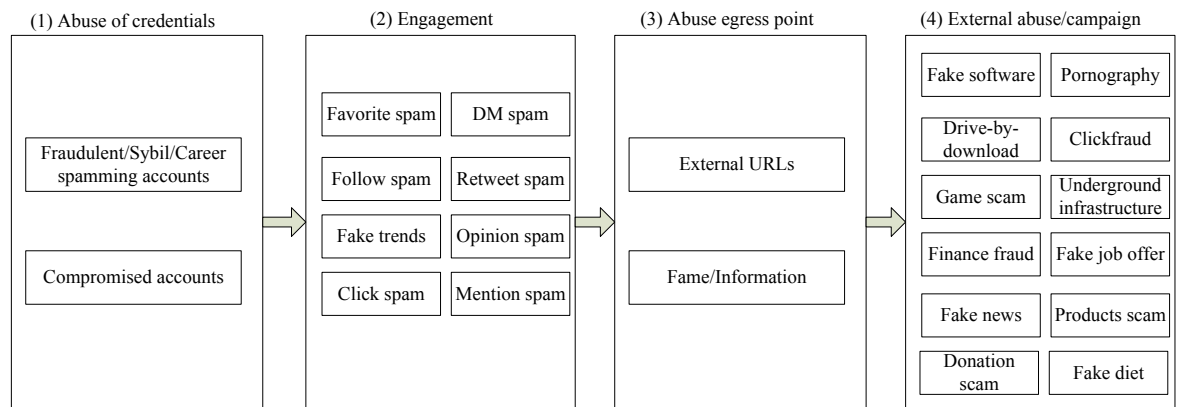 (1) Abuse of credentials
Fraudulent/Sybil/Career
spamming accounts
Compromised accounts
(2) Engagement
Favorite spam
DM spam
Follow spam
Retweet spam
Fake trends
Opinion spam
Click spam
Mention spam
(3) Abuse egress point
External URLs
Fame/Information
(4) External abuse/campaign
Fake software
Pornography
Drive-by-
download
Clickfraud
Game scam
Underground
infrastructure
Finance fraud
Fake job offer
Fake news
Products scam
Donation
scam
Fake diet